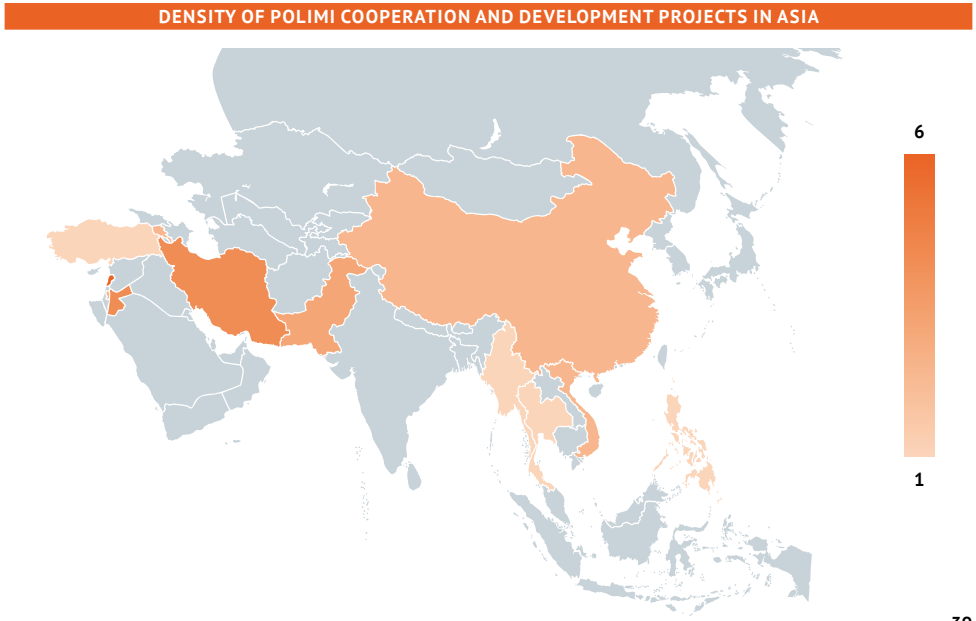 DENSITY OF POLIMI COOPERATION AND DEVELOPMENT PROJECTS IN ASIA
6
1